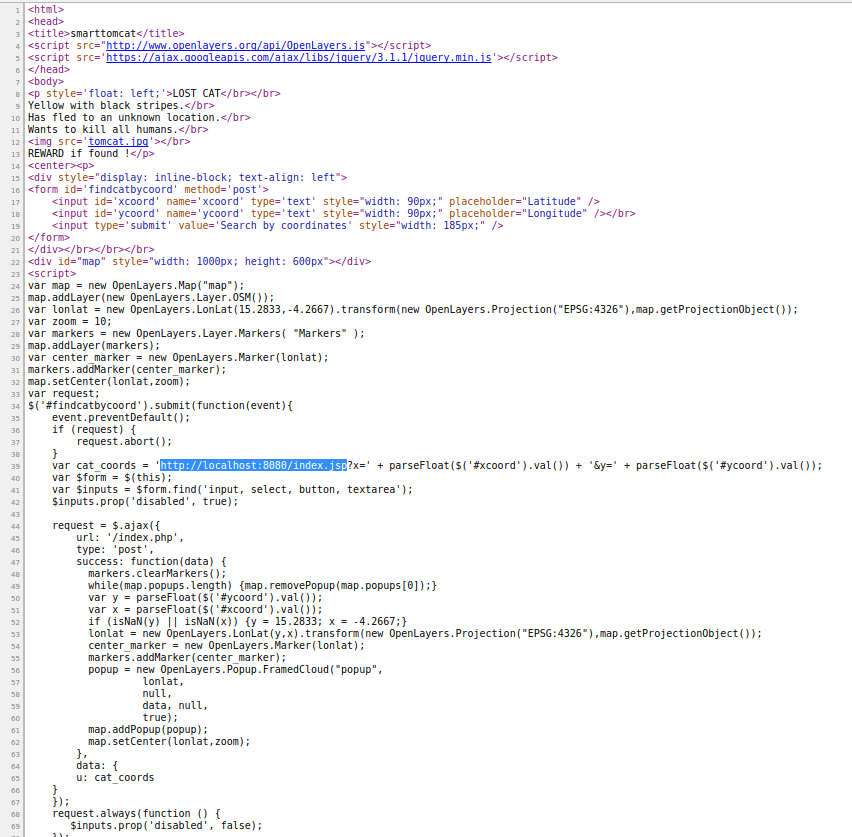 1 <html>
2 <head>
3 <title>smarttomcat</title>
4 <script src="http://www.openlayers.org/api/OpenLayers.js"></script>
5 <script src='https://ajax.googleapis.com/ajax/libs/jquery/3.1.1/jquery.min.js'></script>
6 </head>
7 <body>
8 <p style='float: left;'>LOST CAT</br></br>
9 Yellow with black stripes.</br>
10 Has fled to an unknown location.</br>
11 Wants to kill all humans.</br>
12 <img src='tomcat.jpg'></br>
13 REWARD if found !</p>
14 <center><p>
15 <div style="display: inline-block; text-align: left">
16 <form id='findcatbycoord' method='post'>
17     <input id='xcoord' name='xcoord' type='text' style="width: 90px;" placeholder="Latitude" />
18     <input id='ycoord' name='ycoord' type='text' style="width: 90px;" placeholder="Longitude" /></br>
19     <input type='submit' value='Search by coordinates' style="width: 185px;" />
20 </form>
21 </div></br></br></br>
22 <div id="map" style="width: 1000px; height: 600px"></div>
23 <script>
24 var map = new OpenLayers.Map("map");
25 map.addLayer(new OpenLayers.Layer.OSM());
26 var lonlat = new OpenLayers.LonLat(15.2833,-4.2667).transform(new OpenLayers.Projection("EPSG:4326"),map.getProjectionObject());
27 var zoom = 10;
28 var markers = new OpenLayers.Layer.Markers( "Markers" );
29 map.addLayer(markers);
30 var center_marker = new OpenLayers.Marker(lonlat);
31 markers.addMarker(center_marker);
32 map.setCenter(lonlat,zoom);
33 var request;
34 $('#findcatbycoord').submit(function(event){
35     event.preventDefault();
36     if (request) {
37         request.abort();
38     }
39     var cat_coords = 'http://localhost:8080/index.jsp?x=' + parseFloat($('#xcoord').val()) + '&y=' + parseFloat($('#ycoord').val());
40     var $form = $(this);
41     var $inputs = $form.find('input, select, button, textarea');
42     $inputs.prop('disabled', true);
43
44     request = $.ajax({
45         url: '/index.php',
46         type: 'post',
47         success: function(data) {
48           markers.clearMarkers();
49           while(map.popups.length) {map.removePopup(map.popups[0]);}
50           var y = parseFloat($('#ycoord').val());
51           var x = parseFloat($('#xcoord').val());
52           if (isNaN(y) || isNaN(x)) {y = 15.2833; x = -4.2667;}
53           lonlat = new OpenLayers.LonLat(y,x).transform(new OpenLayers.Projection("EPSG:4326"),map.getProjectionObject());
54           center_marker = new OpenLayers.Marker(lonlat);
55           markers.addMarker(center_marker);
56           popup = new OpenLayers.Popup.FramedCloud("popup",
57                    lonlat,
58                    null,
59                    data, null,
60                    true);
61           map.addPopup(popup);
62           map.setCenter(lonlat,zoom);
63         },
64         data: {
65         u: cat_coords
66     }
67     });
68     request.always(function () {
69        $inputs.prop('disabled', false);